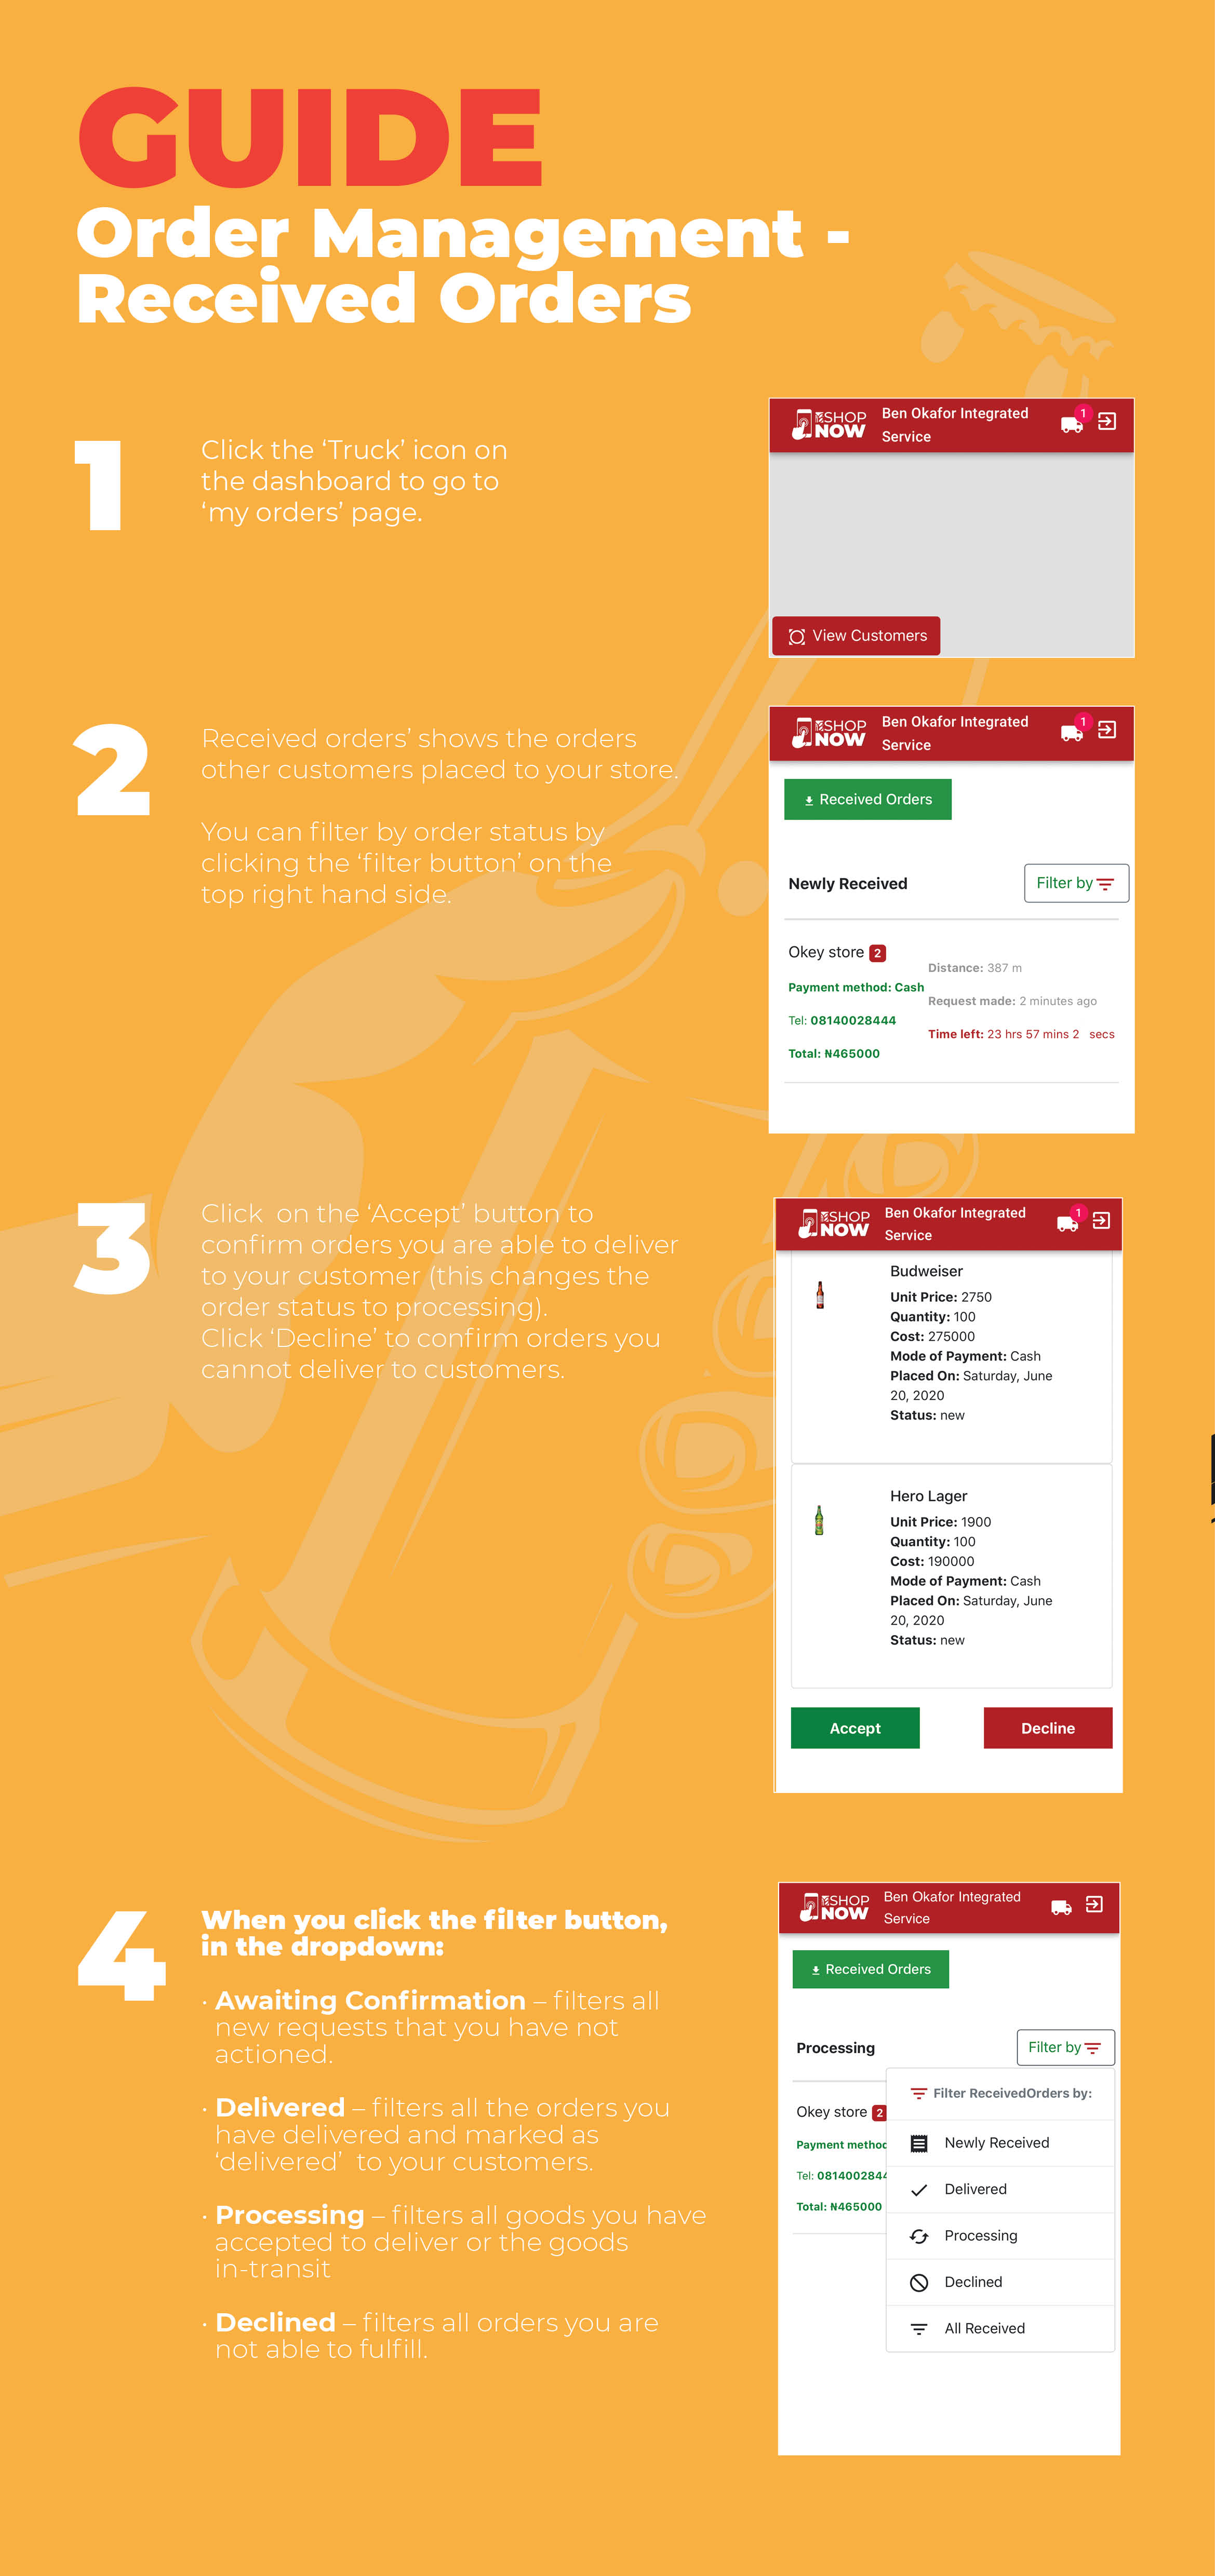 GUIDE
Order Management -
Received Orders
1
Click the ‘Truck’ icon on
the dashboard to go to
‘my orders’ page.
SHOP
NOW
Ben Okafor Integrated
Service
1
View Customers
2
Received orders’ shows the orders
other customers placed to your store.
You can filter by order status by
clicking the ‘filter button’ on the
top right hand side.
SHOP
NOW
Ben Okafor Integrated
Service
1
Received Orders
Newly Received
Filter by
Okey store 2
Distance: 387 m
Payment method: Cash
Request made: 2 minutes ago
Tel: 08140028444
Time left: 23 hrs 57 mins 2 secs
Total: ₦465000
3
Click on the ‘Accept’ button to
confirm orders you are able to deliver
to your customer (this changes the
order status to processing).
Click ‘Decline’ to confirm orders you
cannot deliver to customers.
SHOP
NOW
Ben Okafor Integrated
Service
1
Budweiser
Unit Price: 2750
Quantity: 100
Cost: 275000
Mode of Payment: Cash
Placed On: Saturday, June
20, 2020
Status: new
Hero Lager
Unit Price: 1900
Quantity: 100
Cost: 190000
Mode of Payment: Cash
Placed On: Saturday, June
20, 2020
Status: new
Accept
Decline
4
When you click the filter button,
in the dropdown:
· Awaiting Confirmation – filters all
new requests that you have not
actioned.
· Delivered – filters all the orders you
have delivered and marked as
‘delivered’ to your customers.
· Processing – filters all goods you have
accepted to deliver or the goods
in-transit
· Declined – filters all orders you are
not able to fulfill.
SHOP
NOW
Ben Okafor Integrated
Service
Received Orders
Processing
Filter by
Okey store 2
Payment method
Tel: 0814002844
Total: ₦465000
Filter ReceivedOrders by:
Newly Received
Delivered
Processing
Declined
All Received